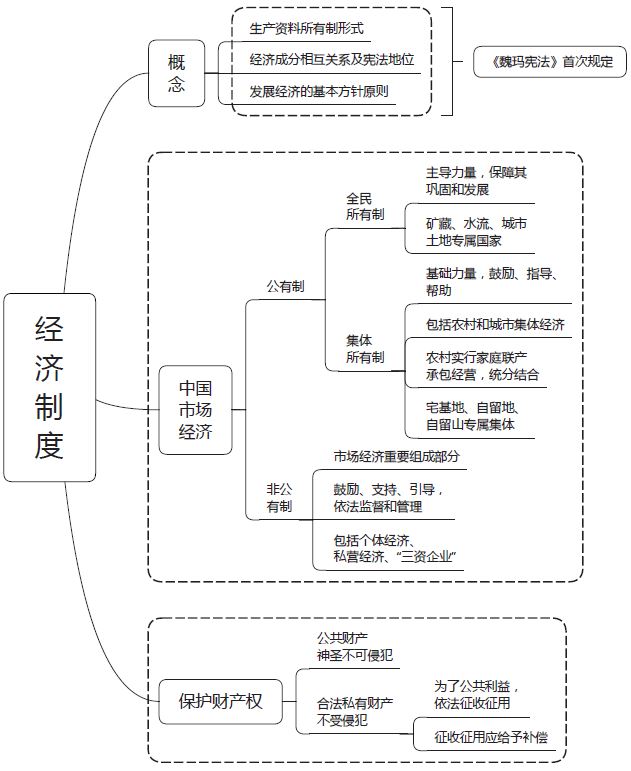 经
济
制
度
概
念
生产资料所有制形式
经济成分相互关系及宪法地位
发展经济的基本方针原则
《魏玛宪法》首次规定
中国
市场
经济
公有制
全民
所有制
主导力量，保障其
巩固和发展
矿藏、水流、城市
土地专属国家
集体
所有制
基础力量，鼓励、指导、
帮助
包括农村和城市集体经济
农村实行家庭联产
承包经营，统分结合
宅基地、自留地、
自留山专属集体
非公
有制
市场经济重要组成部分
鼓励、支持、引导，
依法监督和管理
包括个体经济、
私营经济、“三资企业”
保护财产权
公共财产
神圣不可侵犯
合法私有财产
不受侵犯
为了公共利益，
依法征收征用
征收征用应给予补偿